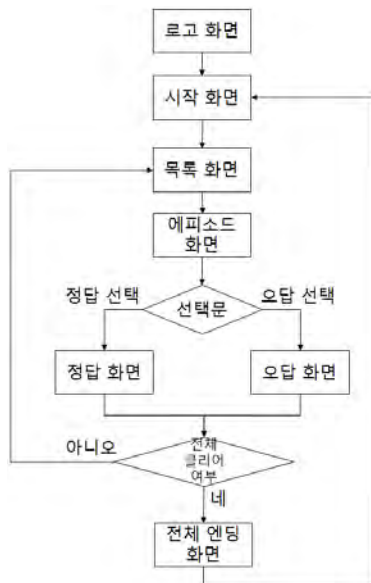 로고 화면
시작 화면
목록 화면
에피소드
화면
정답 선택
선택문
오답 선택
정답 화면
오답 화면
아니오
전체
클리어
여부
네
전체 엔딩
화면